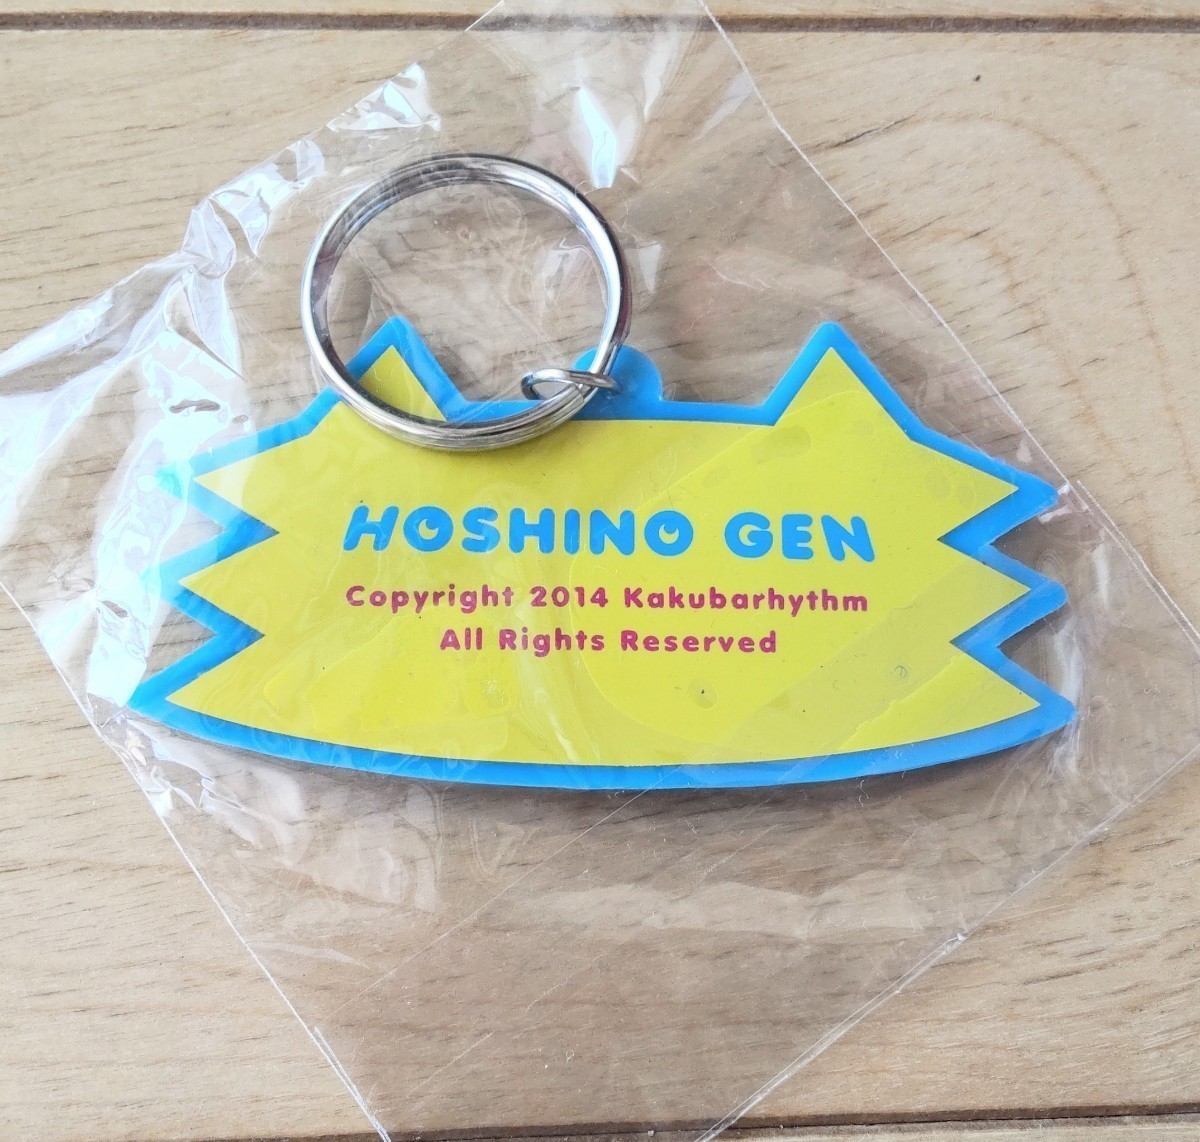 HOSHINO GEN
Copyright 2014 Kakubarhythm
All Rights Reserved